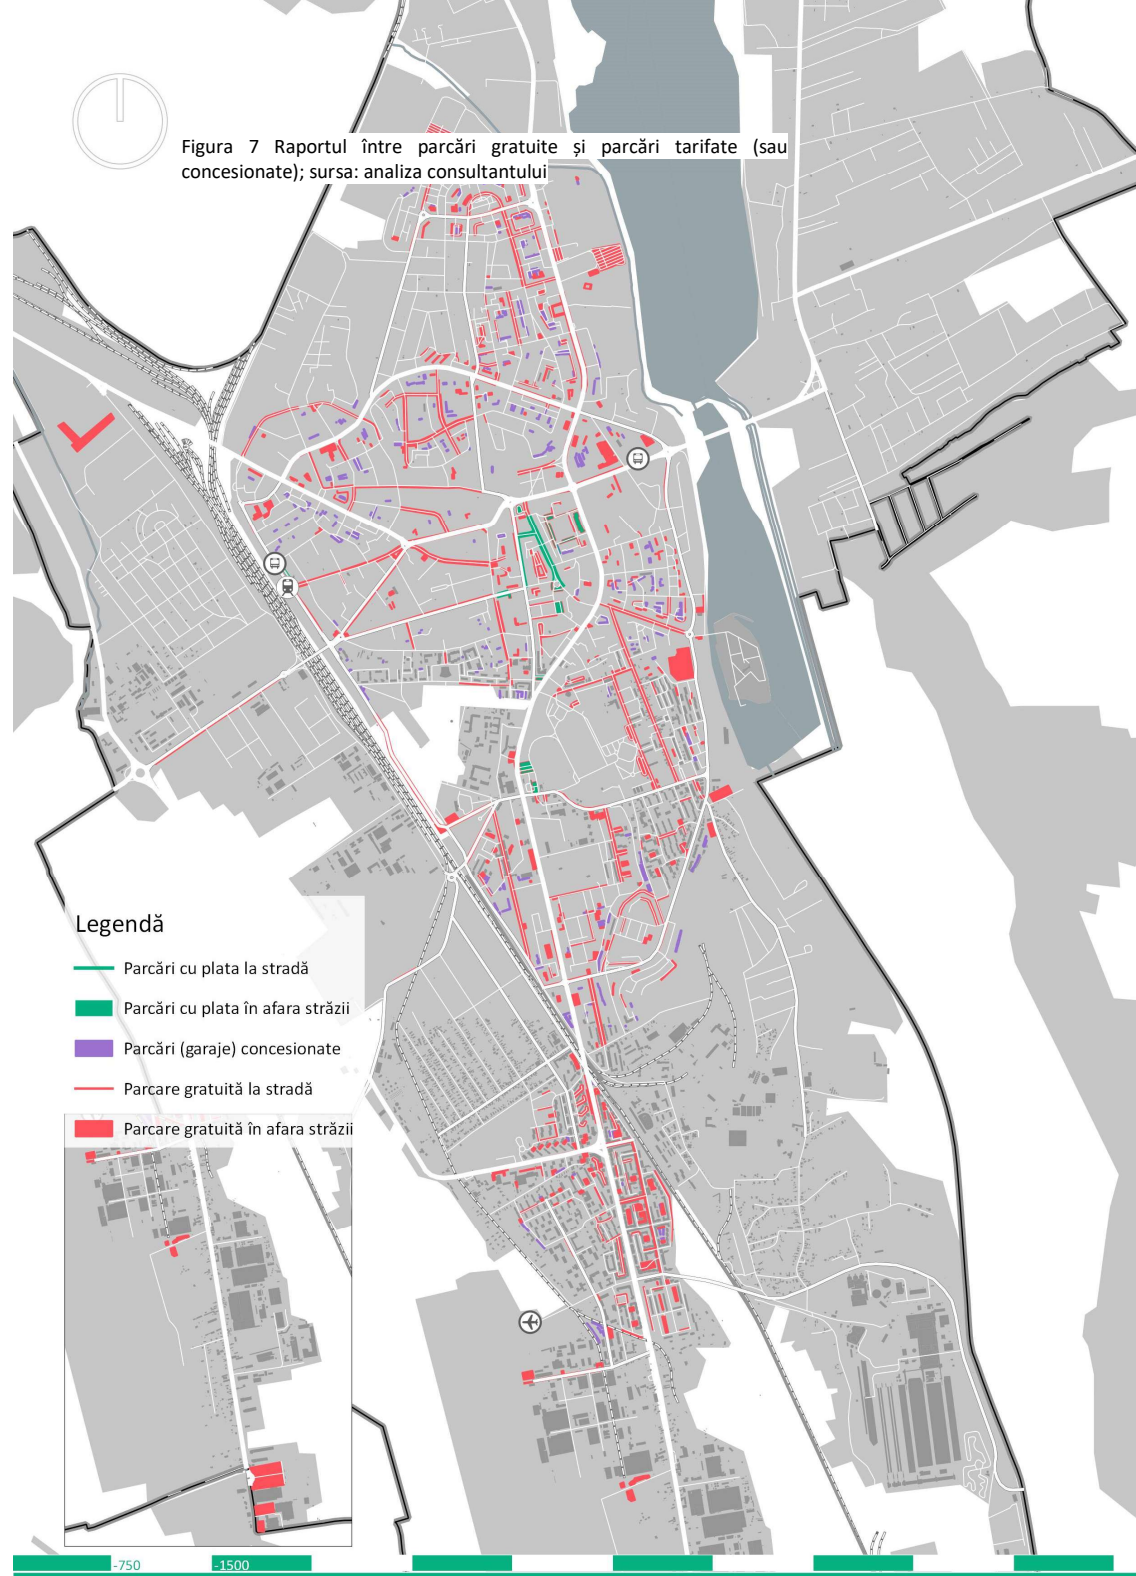 Figura 7 Raportul între parcări gratuite și parcări tarifate (sau
concesionate); sursa: analiza consultantului
Legendă
Parcări cu plata la stradă
Parcări cu plata în afara străzii
Parcări (garaje) concesionate
Parcare gratuită la stradă
Parcare gratuită în afara străzii
-750
-1500